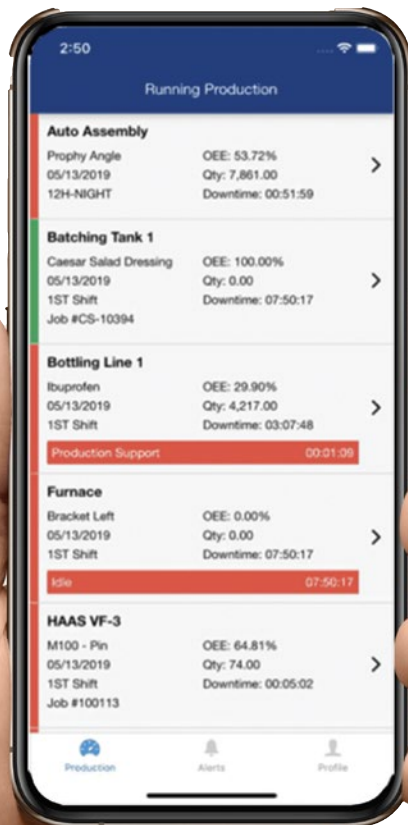 2:50
Running Production
Auto Assembly
Prophy Angle OEE: 53.72%
05/13/2019 Qty: 7,861.00
12H-NIGHT Downtime: 00:51:59
Batching Tank 1
Caesar Salad Dressing OEE: 100.00%
05/13/2019 Qty: 0.00
1ST Shift Downtime: 07:50:17
Job #CS-10394
Bottling Line 1
Ibuprofen OEE: 29.90%
05/13/2019 Qty: 4,217.00
1ST Shift Downtime: 03:07:48
Production Support 00:01:09
Furnace
Bracket Left OEE: 0.00%
05/13/2019 Qty: 0.00
1ST Shift Downtime: 07:50:17
Idle 07:50:17
HAAS VF-3
M100 - Pin OEE: 64.81%
05/13/2019 Qty: 74.00
1ST Shift Downtime: 00:05:02
Job #100113
Production Alerts Profile